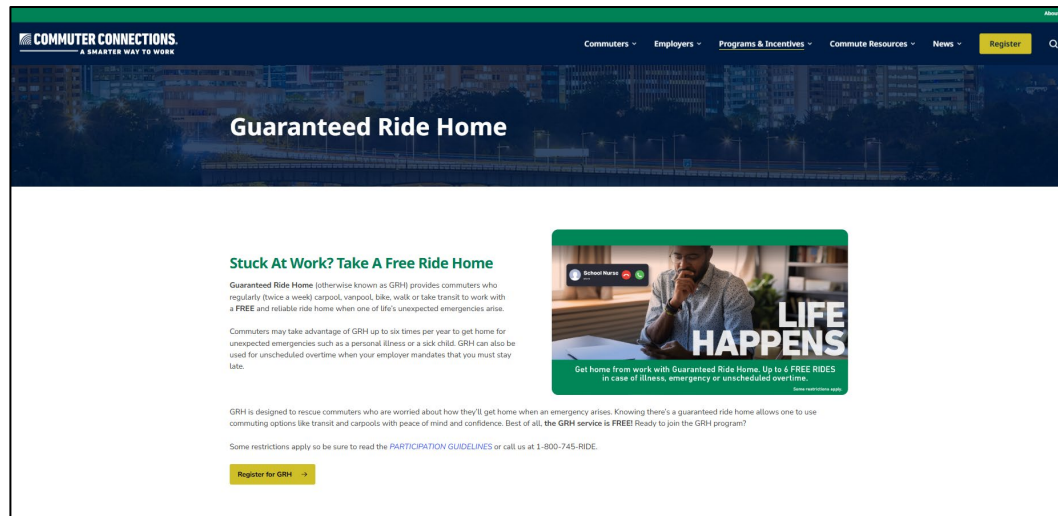 About
COMMUTER CONNECTIONS.
A SMARTER WAY TO WORK
Commuters
Employers
Programs & Incentives
Commute Resources
News
Register
Guaranteed Ride Home
Stuck At Work? Take A Free Ride Home
Guaranteed Ride Home (otherwise known as GRH) provides commuters who
regularly (twice a week) carpool, vanpool, bike, walk or take transit to work with
a FREE and reliable ride home when one of life's unexpected emergencies arise.
Commuters may take advantage of GRH up to six times per year to get home for
unexpected emergencies such as a personal illness or a sick child. GRH can also be
used for unscheduled overtime when your employer mandates that you must stay
late.
School Nurse
LIFE
HAPPENS
Get home from work with Guaranteed Ride Home. Up to 6 FREE RIDES
in case of illness, emergency or unscheduled overtime.
Some restrictions apply.
GRH is designed to rescue commuters who are worried about how they'll get home when an emergency arises. Knowing there's a guaranteed ride home allows one to use
commuting options like transit and carpools with peace of mind and confidence. Best of all, the GRH service is FREE! Ready to join the GRH program?
Some restrictions apply so be sure to read the PARTICIPATION GUIDELINES or call us at 1-800-745-RIDE.
Register for GRH →